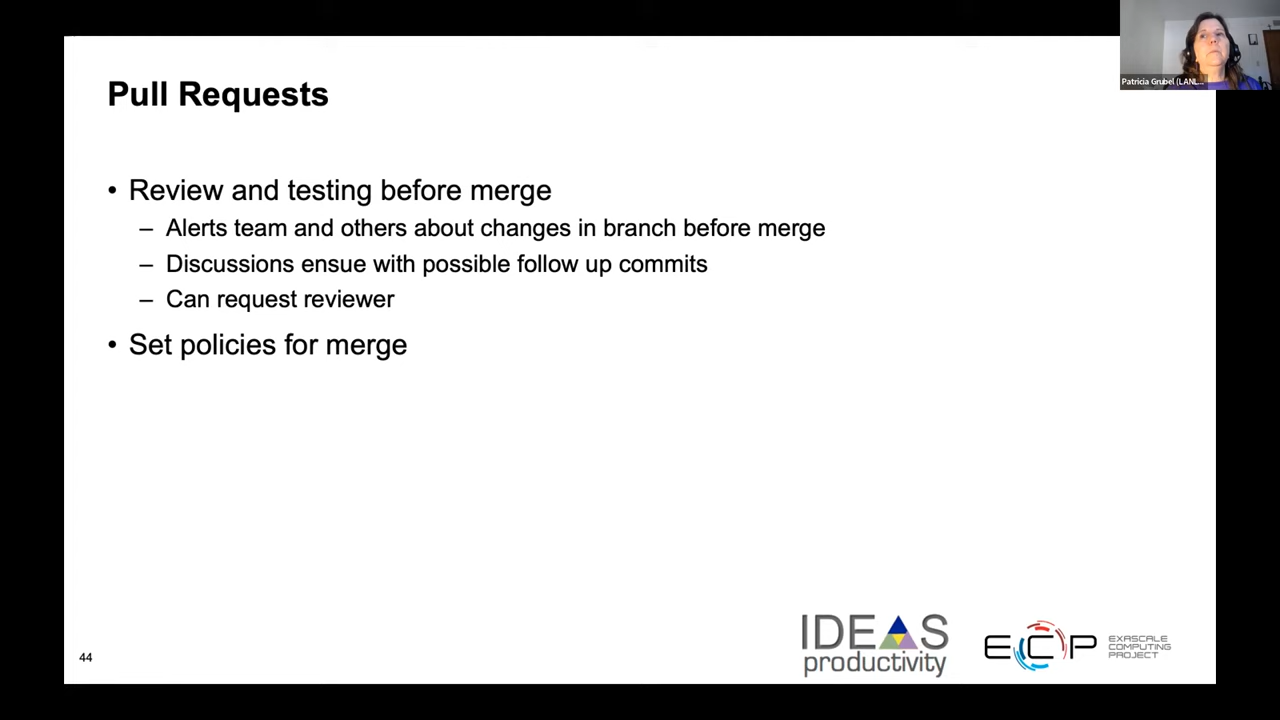 Pull Requests
• Review and testing before merge
– Alerts team and others about changes in branch before merge
– Discussions ensue with possible follow up commits
– Can request reviewer
• Set policies for merge
44
IDEAS
productivity
ECP
EXASCALE
COMPUTING
PROJECT
Patricia Grubel (LANL...